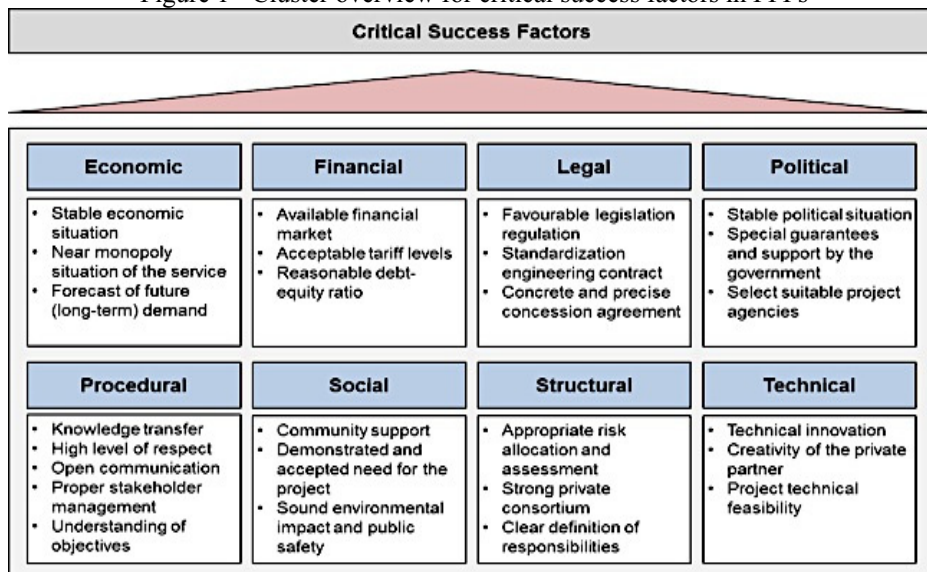 Figure 1 - Cluster overview for critical success factors in PPPs
Critical Success Factors
Economic
• Stable economic
situation
• Near monopoly
situation of the service
• Forecast of future
(long-term) demand
Financial
• Available financial
market
• Acceptable tariff levels
• Reasonable debt-
equity ratio
Legal
• Favourable legislation
regulation
• Standardization
engineering contract
• Concrete and precise
concession agreement
Political
• Stable political situation
• Special guarantees
and support by the
government
• Select suitable project
agencies
Procedural
• Knowledge transfer
• High level of respect
• Open communication
• Proper stakeholder
management
• Understanding of
objectives
Social
• Community support
• Demonstrated and
accepted need for the
project
• Sound environmental
impact and public
safety
Structural
• Appropriate risk
allocation and
assessment
• Strong private
consortium
• Clear definition of
responsibilities
Technical
• Technical innovation
• Creativity of the private
partner
• Project technical
feasibility